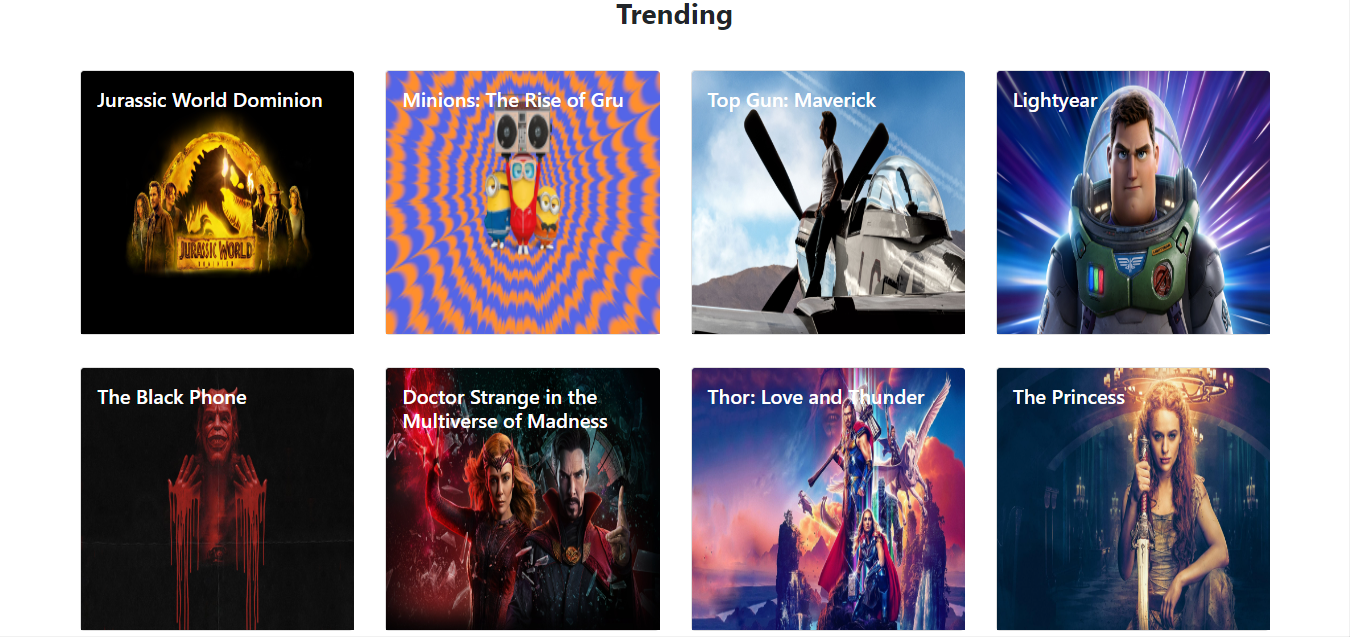 Trending
Jurassic World Dominion
Minions: The Rise of Gru
Top Gun: Maverick
Lightyear
JURASSIC WORLD
DOMINION
The Black Phone
Doctor Strange in the
Multiverse of Madness
Thor: Love and Thunder
The Princess